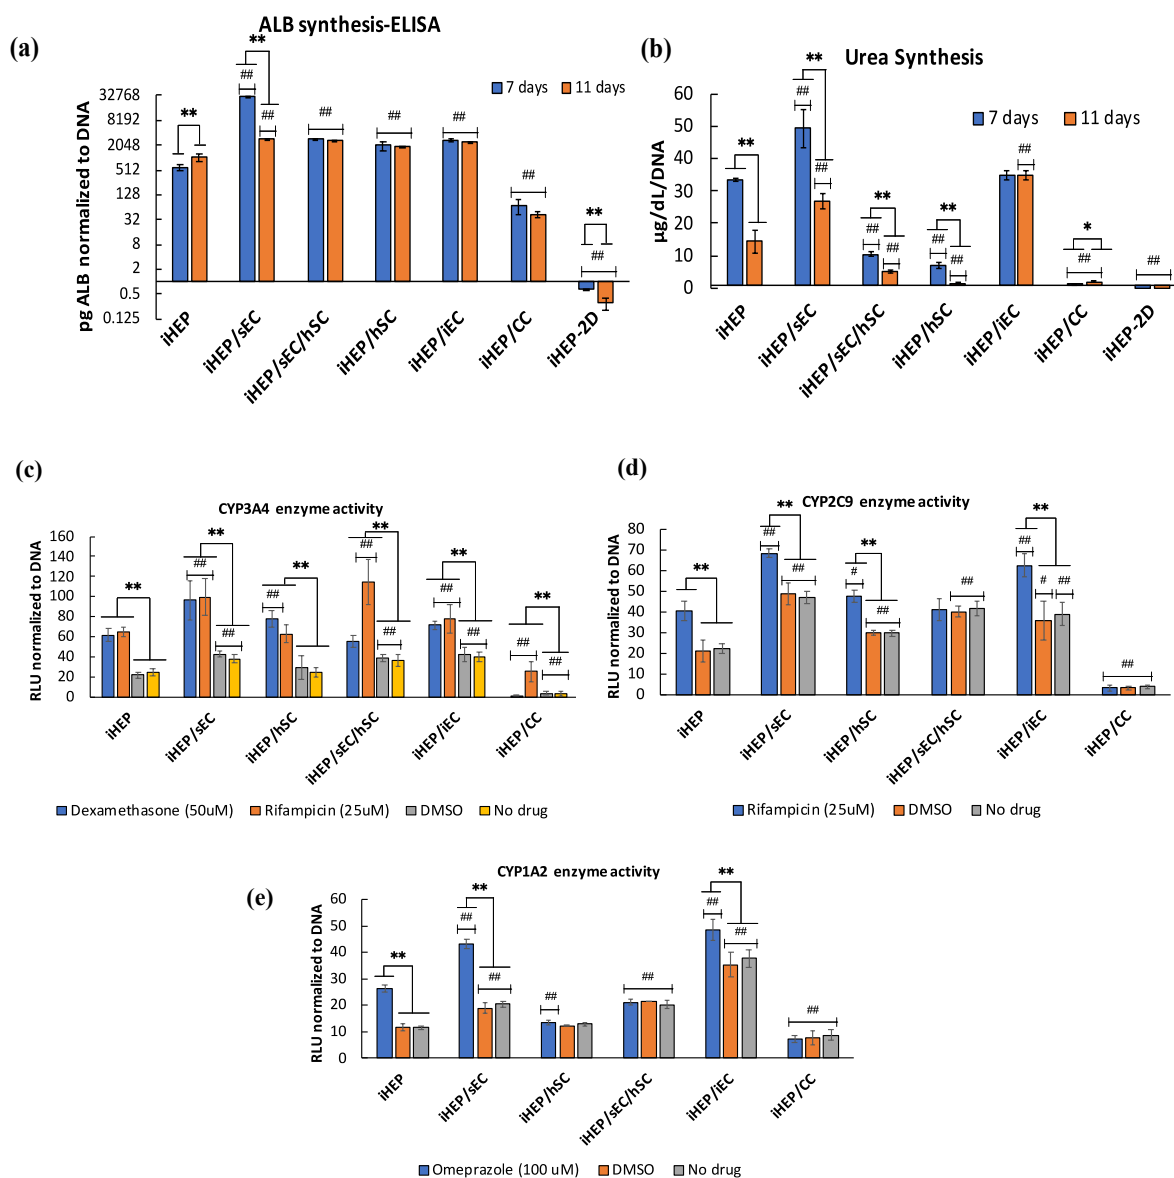 (a)
ALB synthesis-ELISA
7 days
11 days
pg ALB normalized to DNA
32768
8192
2048
512
128
32
8
2
0.5
0.125
**
**
##
##
##
##
##
##
**
##
iHEP
iHEP/sEC
iHEP/sEC/hSC
iHEP/hSC
iHEP/iEC
iHEP/CC
iHEP-2D
(b)
Urea Synthesis
7 days
11 days
µg/dL/DNA
60
50
40
30
20
10
0
**
**
##
##
**
##
##
**
##
##
##
*
##
##
iHEP
iHEP/sEC
iHEP/sEC/hSC
iHEP/hSC
iHEP/iEC
iHEP/CC
iHEP-2D
(c)
CYP3A4 enzyme activity
RLU normalized to DNA
160
140
120
100
80
60
40
20
0
**
**
##
##
**
##
**
##
##
**
##
##
**
##
##
iHEP
iHEP/sEC
iHEP/hSC
iHEP/sEC/hSC
iHEP/iEC
iHEP/CC
Dexamethasone (50uM)
Rifampicin (25uM)
DMSO
No drug
(d)
CYP2C9 enzyme activity
RLU normalized to DNA
80
70
60
50
40
30
20
10
0
**
**
##
##
**
#
##
##
**
##
#
##
##
iHEP
iHEP/sEC
iHEP/hSC
iHEP/sEC/hSC
iHEP/iEC
iHEP/CC
Rifampicin (25uM)
DMSO
No drug
(e)
CYP1A2 enzyme activity
RLU normalized to DNA
60
50
40
30
20
10
0
**
**
##
##
##
##
**
##
##
##
iHEP
iHEP/sEC
iHEP/hSC
iHEP/sEC/hSC
iHEP/iEC
iHEP/CC
Omeprazole (100 uM)
DMSO
No drug